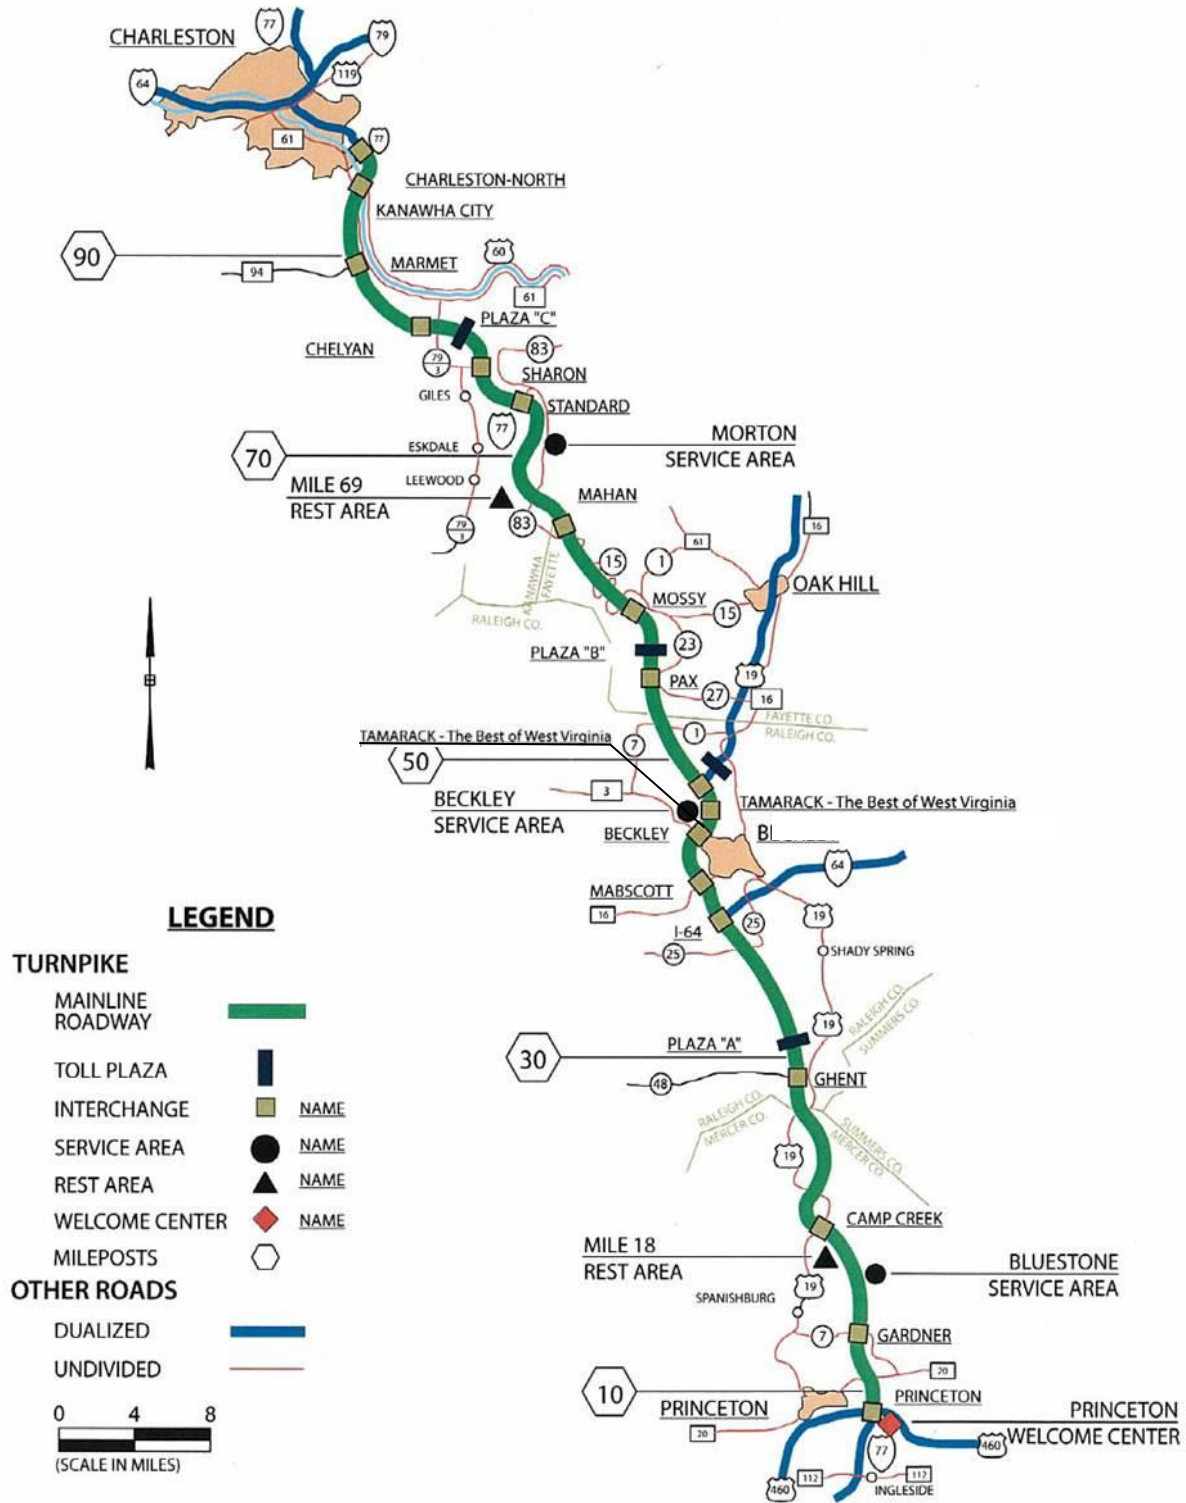 77
CHARLESTON
79
119
64
61
77
CHARLESTON-NORTH
KANAWHA CITY
90
94
MARMET
60
61
PLAZA "C"
CHELYAN
79
3
83
SHARON
GILES
STANDARD
77
MORTON
SERVICE AREA
ESKDALE
70
LEEWOOD
MILE 69
REST AREA
MAHAN
79
3
83
16
61
KANAWHA
FAYETTE
15
1
OAK HILL
MOSSY
15
RALEIGH CO.
23
PLAZA "B"
PAX
19
27
16
FAYETTE CO.
RALEIGH CO.
TAMARACK - The Best of West Virginia
7
1
50
3
BECKLEY
SERVICE AREA
TAMARACK - The Best of West Virginia
BECKLEY
64
MABSCOTT
16
19
25
I-64
25
SHADY SPRING
RALEIGH CO.
SUMMERS CO.
19
PLAZA "A"
30
48
GHENT
RALEIGH CO.
MERCER CO.
SUMMERS CO.
MERCER CO.
19
CAMP CREEK
MILE 18
REST AREA
BLUESTONE
SERVICE AREA
19
SPANISHBURG
7
GARDNER
20
10
PRINCETON
PRINCETON
20
PRINCETON
WELCOME CENTER
77
460
460
112
112
INGLESIDE
LEGEND
TURNPIKE
MAINLINE
ROADWAY
TOLL PLAZA
INTERCHANGE NAME
SERVICE AREA NAME
REST AREA NAME
WELCOME CENTER NAME
MILEPOSTS
OTHER ROADS
DUALIZED
UNDIVIDED
0 4 8
(SCALE IN MILES)